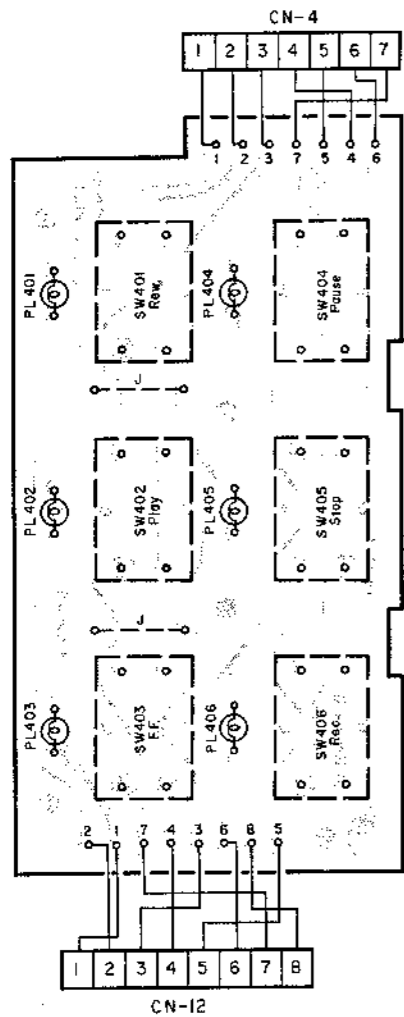 CN-4
1 2 3 4 5 6 7
1 2 3 7 5 4 6
PL401
SW401
Rew.
PL404
SW404
Pause
J
PL402
SW402
Play
PL405
SW405
Stop
J
PL403
SW403
F.F.
PL406
SW406
Rec.
2 1 7 4 3 6 8 5
1 2 3 4 5 6 7 8
CN-12